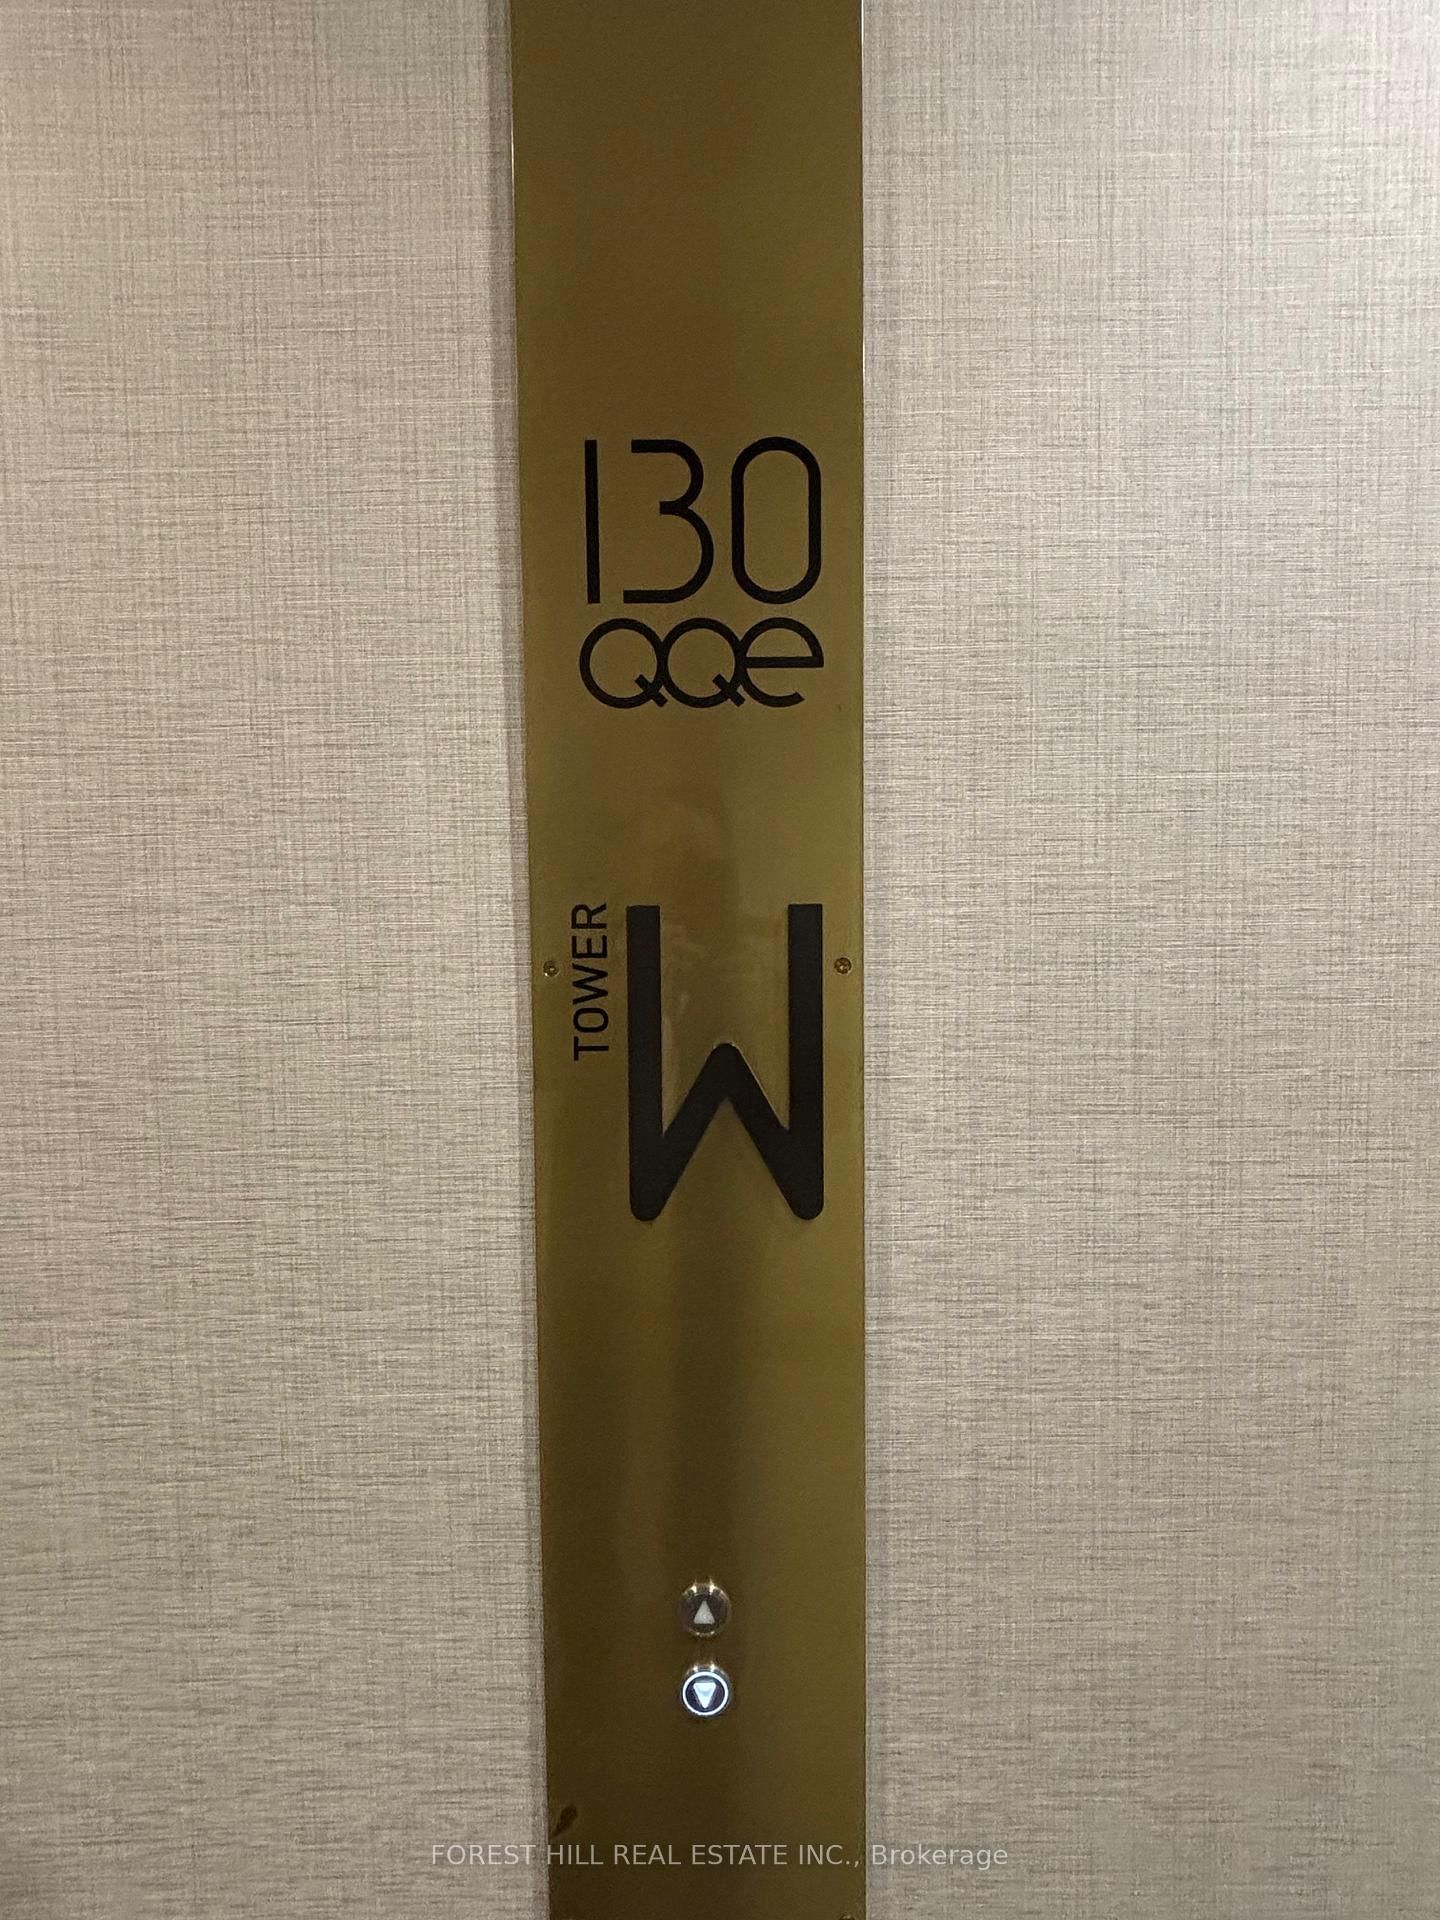 130
QQe
TOWER
W
FOREST HILL REAL ESTATE INC., Brokerage